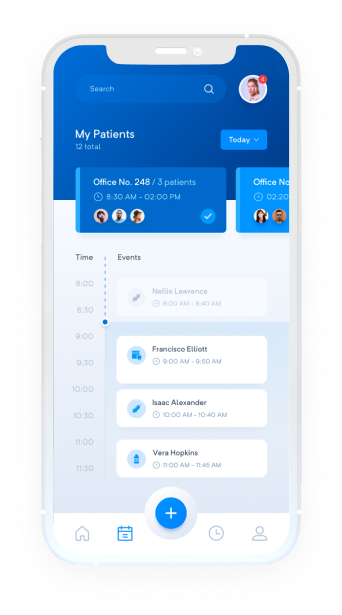 Search
4
My Patients
12 total
Today
Office No. 248 / 3 patients
8:30 AM - 02:00 PM
Office No
02:20
Time
Events
8:00
Nellie Lawrence
8:00 AM - 8:40 AM
8:30
9:00
Francisco Elliott
9:00 AM - 9:50 AM
9:30
10:00
Isaac Alexander
10:00 AM - 10:40 AM
10:30
11:00
Vera Hopkins
11:00 AM - 11:45 AM
11:30